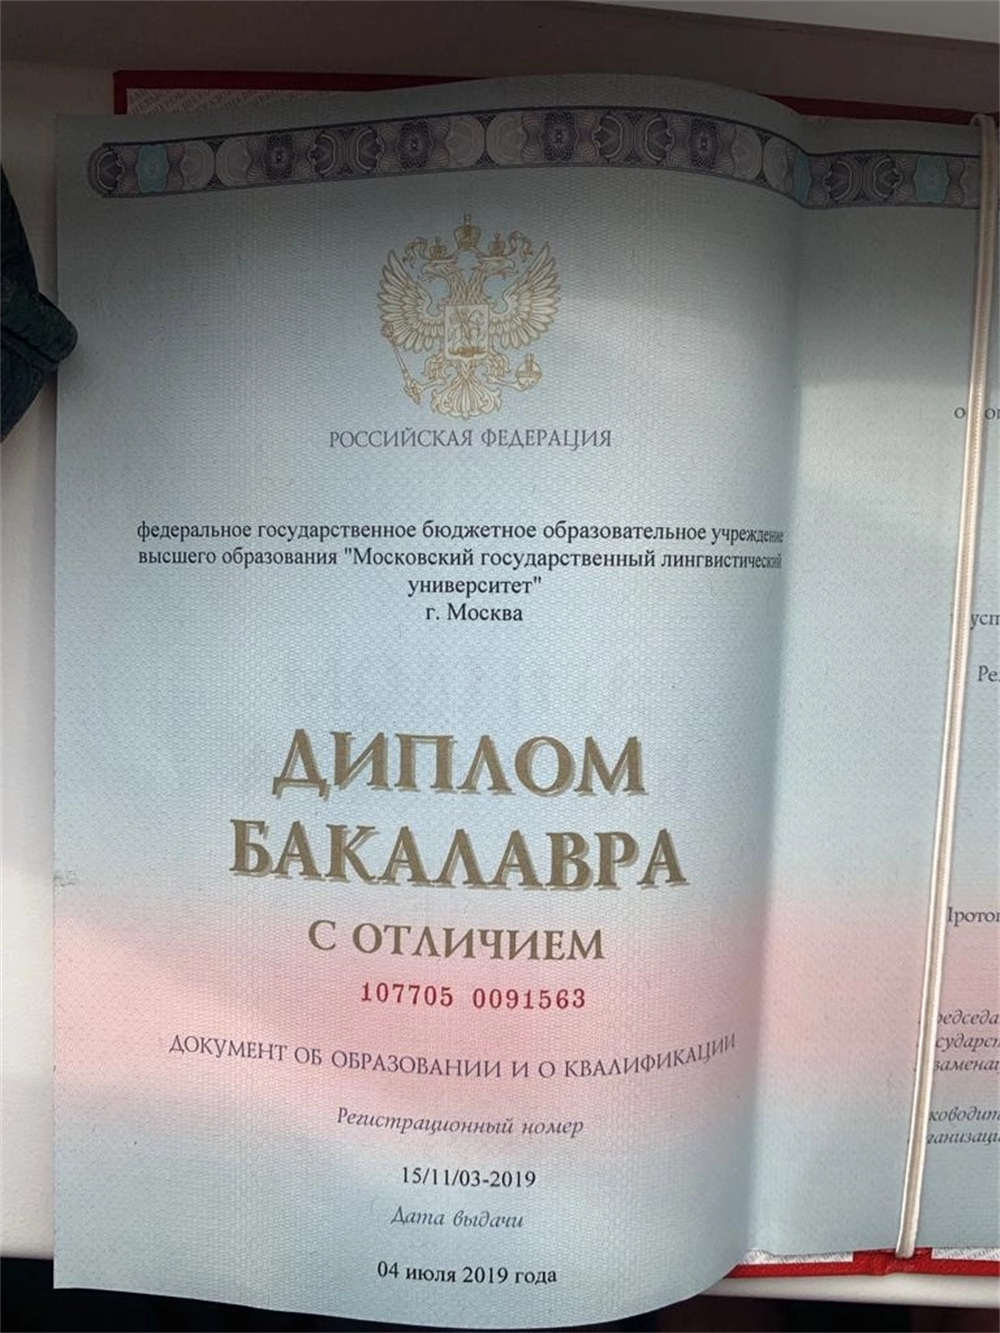 РОССИЙСКАЯ ФЕДЕРАЦИЯ
федеральное государственное бюджетное образовательное учреждение
высшего образования "Московский государственный лингвистический
университет"
г. Москва
ДИПЛОМ
БАКАЛАВРА
С ОТЛИЧИЕМ
107705 0091563
ДОКУМЕНТ ОБ ОБРАЗОВАНИИ И О КВАЛИФИКАЦИИ
Регистрационный номер
15/11/03-2019
Дата выдачи
04 июля 2019 года